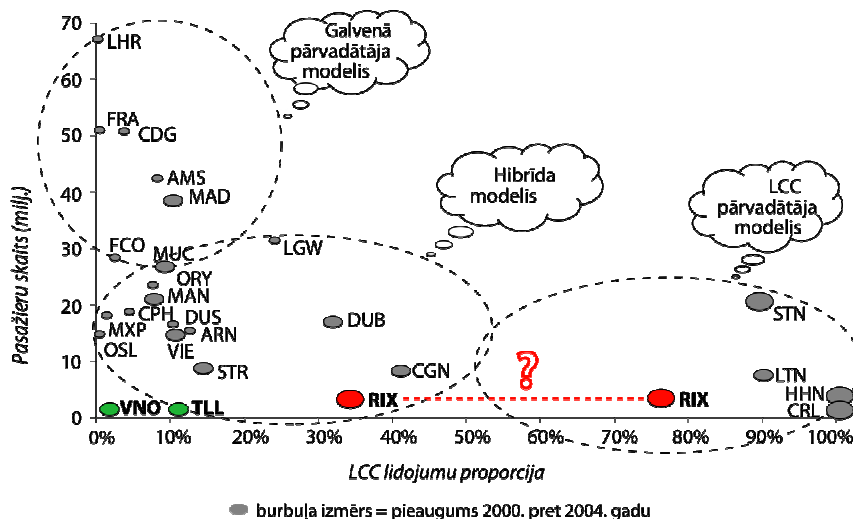 70
60
50
40
30
20
10
0
Pasažieru skaits (milj.)
LHR
FRA
CDG
AMS
MAD
FCO
MUC
ORY
MAN
CPH
DUS
MXP
ARN
OSL
VIE
STR
LGW
DUB
CGN
VNO
TLL
RIX
?
RIX
STN
LTN
HHN
CRL
Galvenā
pārvadātāja
modelis
Hibrīda
modelis
LCC
pārvadātāja
modelis
0% 10% 20% 30% 40% 50% 60% 70% 80% 90% 100%
LCC lidojumu proporcija
burbuļa izmērs = pieaugums 2000. pret 2004. gadu